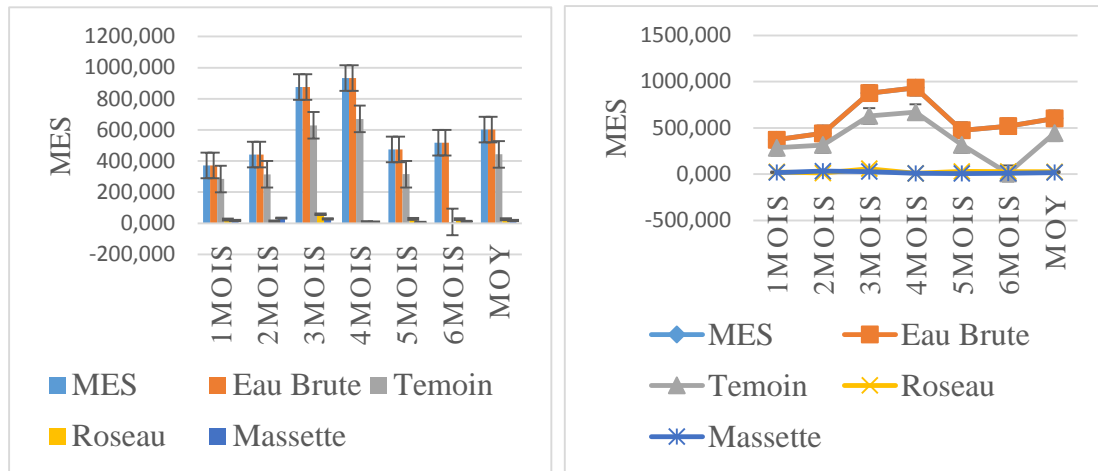 1200,000
1000,000
800,000
600,000
400,000
200,000
0,000
-200,000
MES
1MOIS
2MOIS
3MOIS
4MOIS
5MOIS
6MOIS
MOY
MES Eau Brute Temoin
Roseau Massette
1500,000
1000,000
500,000
0,000
-500,000
MES
1MOIS
2MOIS
3MOIS
4MOIS
5MOIS
6MOIS
MOY
MES Eau Brute
Temoin Roseau
Massette